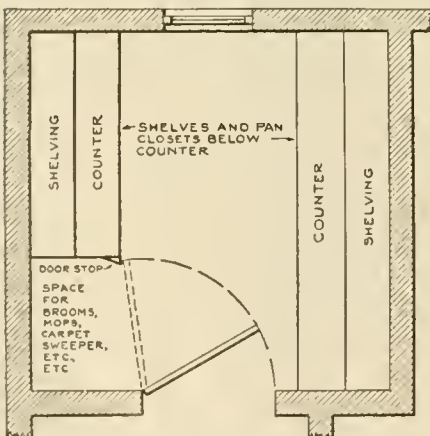 SHELVING
COUNTER
SHELVES AND PAN
CLOSETS BELOW
COUNTER
COUNTER
SHELVING
DOOR STOP
SPACE
FOR
BROOMS,
MOPS,
CARPET
SWEEPER,
ETC,
ETC